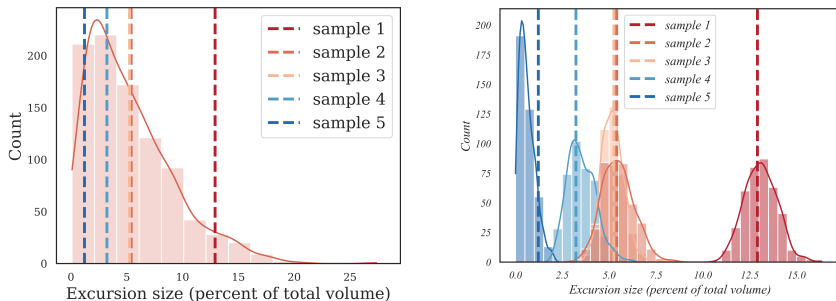 sample 1
sample 2
sample 3
sample 4
sample 5
Count
200
150
100
50
0
0
5
10
15
20
25
Excursion size (percent of total volume)
200
175
150
125
100
75
50
25
0
Count
sample 1
sample 2
sample 3
sample 4
sample 5
0.0
2.5
5.0
7.5
10.0
12.5
15.0
Excursion size (percent of total volume)